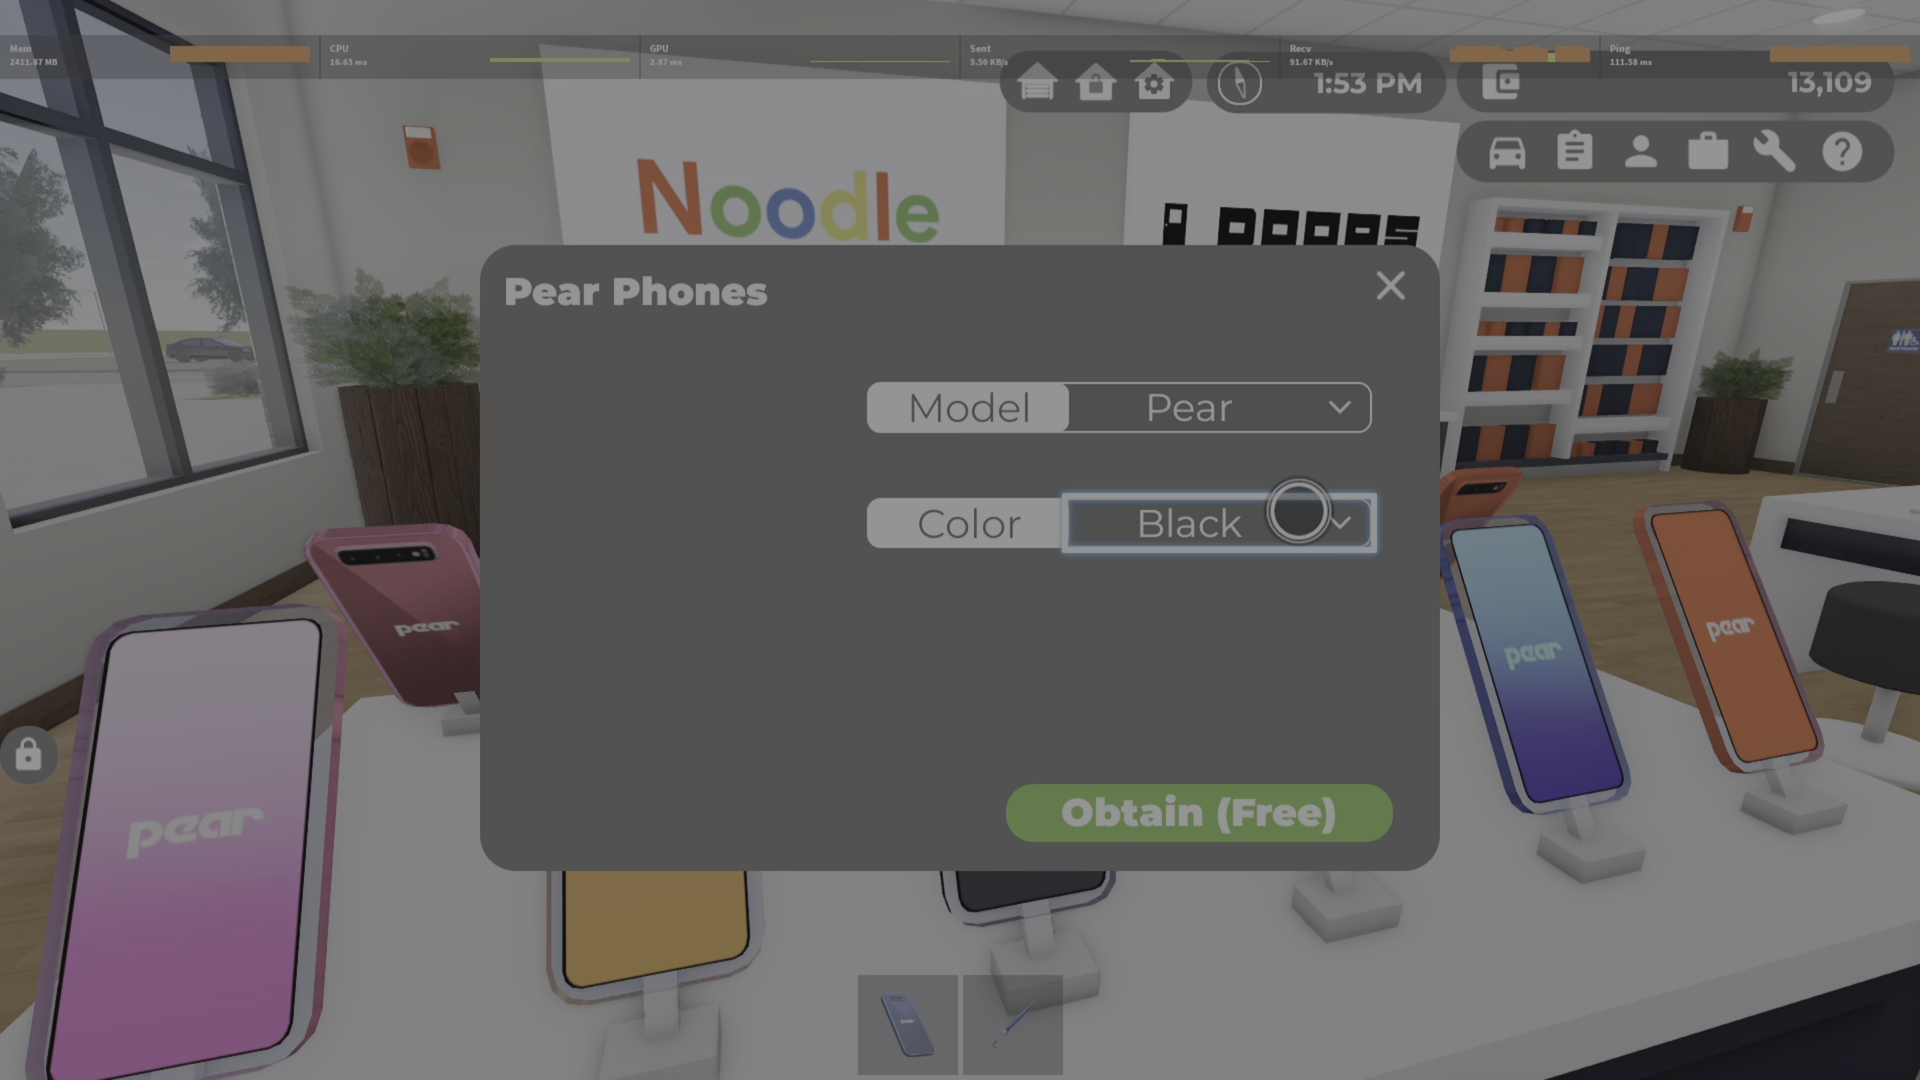 Mem
2411.87 MB
CPU
16.63 ms
GPU
2.87 ms
Sent
3.50 KB/s
Recv
91.67 KB/s
Ping
111.58 ms
1:53 PM
13,109
Noodle
Pear Phones
Model
Pear
Color
Black
Obtain (Free)
pear
pear
pear
pear